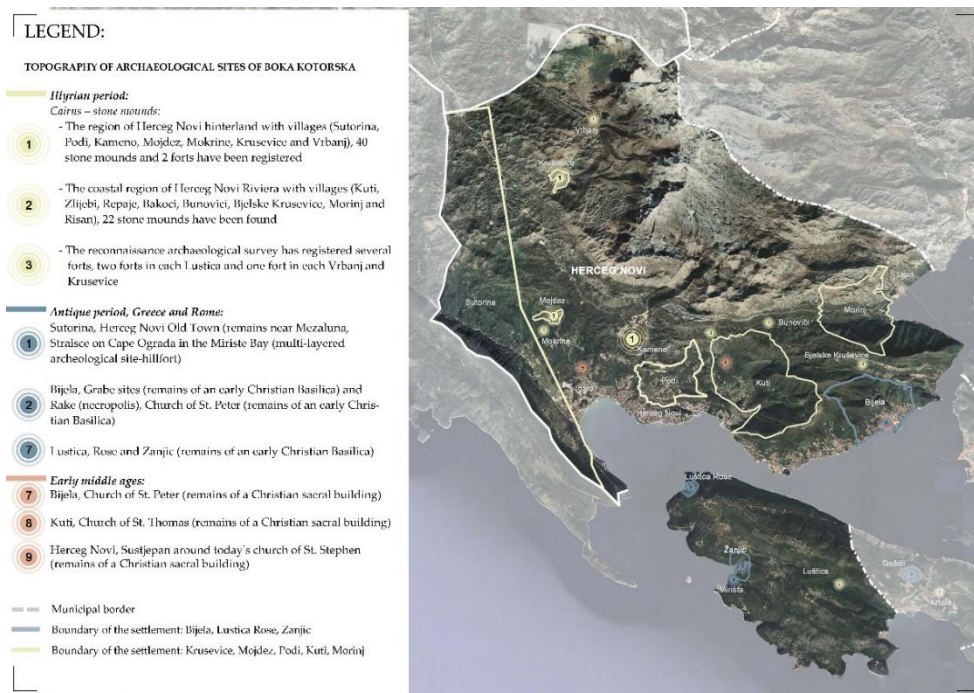 LEGEND:
TOPOGRAPHY OF ARCHAEOLOGICAL SITES OF BOKA KOTORSKA
Illyrian period:
Cairns – stone mounds:
1
- The region of Herceg Novi hinterland with villages (Sutorina,
Podi, Kameno, Mojdez, Mokrine, Krusevice and Vrbanj), 40
stone mounds and 2 forts have been registered
2
- The coastal region of Herceg Novi Riviera with villages (Kuti,
Zlijebi, Repaje, Bakoci, Bunovici, Bjelske Krusevice, Morinj and
Risan), 22 stone mounds have been found
3
- The reconnaissance archaeological survey has registered several
forts, two forts in each Lustica and one fort in each Vrbanj and
Krusevice
Antique period, Greece and Rome:
1
Sutorina, Herceg Novi Old Town (remains near Mezaluna,
Straisce on Cape Ograda in the Miriste Bay (multi-layered
archeological site-hillfort)
2
Bijela, Grabe sites (remains of an early Christian Basilica) and
Rake (necropolis), Church of St. Peter (remains of an early Chris-
tian Basilica)
7
Lustica, Rose and Zanjic (remains of an early Christian Basilica)
Early middle ages:
7
Bijela, Church of St. Peter (remains of a Christian sacral building)
8
Kuti, Church of St. Thomas (remains of a Christian sacral building)
9
Herceg Novi, Sustjepan around today's church of St. Stephen
(remains of a Christian sacral building)
Municipal border
Boundary of the settlement: Bijela, Lustica Rose, Zanjic
Boundary of the settlement: Krusevice, Mojdez, Podi, Kuti, Morinj
Vrbanj
Kruševice
1
HERCEG NOVI
Morinj
Sutorina
Mojdez
1
Mokrine
1
Kameno
Bunovići
Bjelske Kruševice
Podi
Kuti
Bijela
Herceg Novi
Luštica Rose
Žanjic
Luštica
Gošići
Krtole